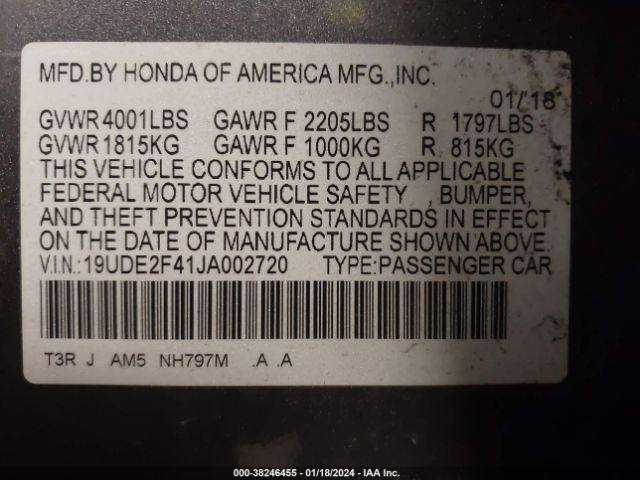 MFD.BY HONDA OF AMERICA MFG.,INC.
01/'18
GVWR 4001LBS GAWR F 2205LBS R 1797LBS
GVWR 1815KG GAWR F 1000KG R 815KG
THIS VEHICLE CONFORMS TO ALL APPLICABLE
FEDERAL MOTOR VEHICLE SAFETY , BUMPER,
AND THEFT PREVENTION STANDARDS IN EFFECT
ON THE DATE OF MANUFACTURE SHOWN ABOVE.
V.I.N.:19UDE2F41JA002720 TYPE:PASSENGER CAR
T3R J AM5 NH797M .A .A
000-38246455 - 01/18/2024 - IAA Inc.